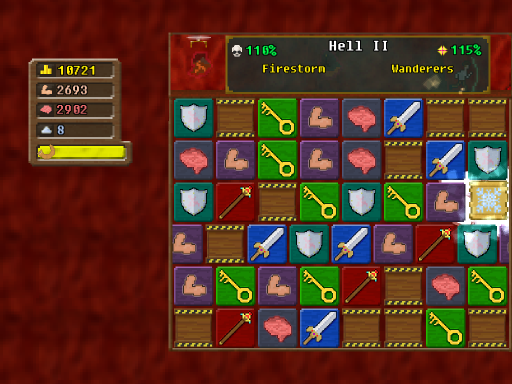 Hell II
110%
115%
Firestorm
Wanderers
10721
2693
2902
8